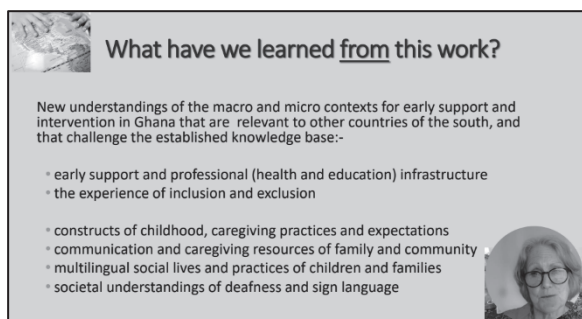 What have we learned from this work?
New understandings of the macro and micro contexts for early support and
intervention in Ghana that are relevant to other countries of the south, and
that challenge the established knowledge base:-
• early support and professional (health and education) infrastructure
• the experience of inclusion and exclusion
• constructs of childhood, caregiving practices and expectations
• communication and caregiving resources of family and community
• multilingual social lives and practices of children and families
• societal understandings of deafness and sign language